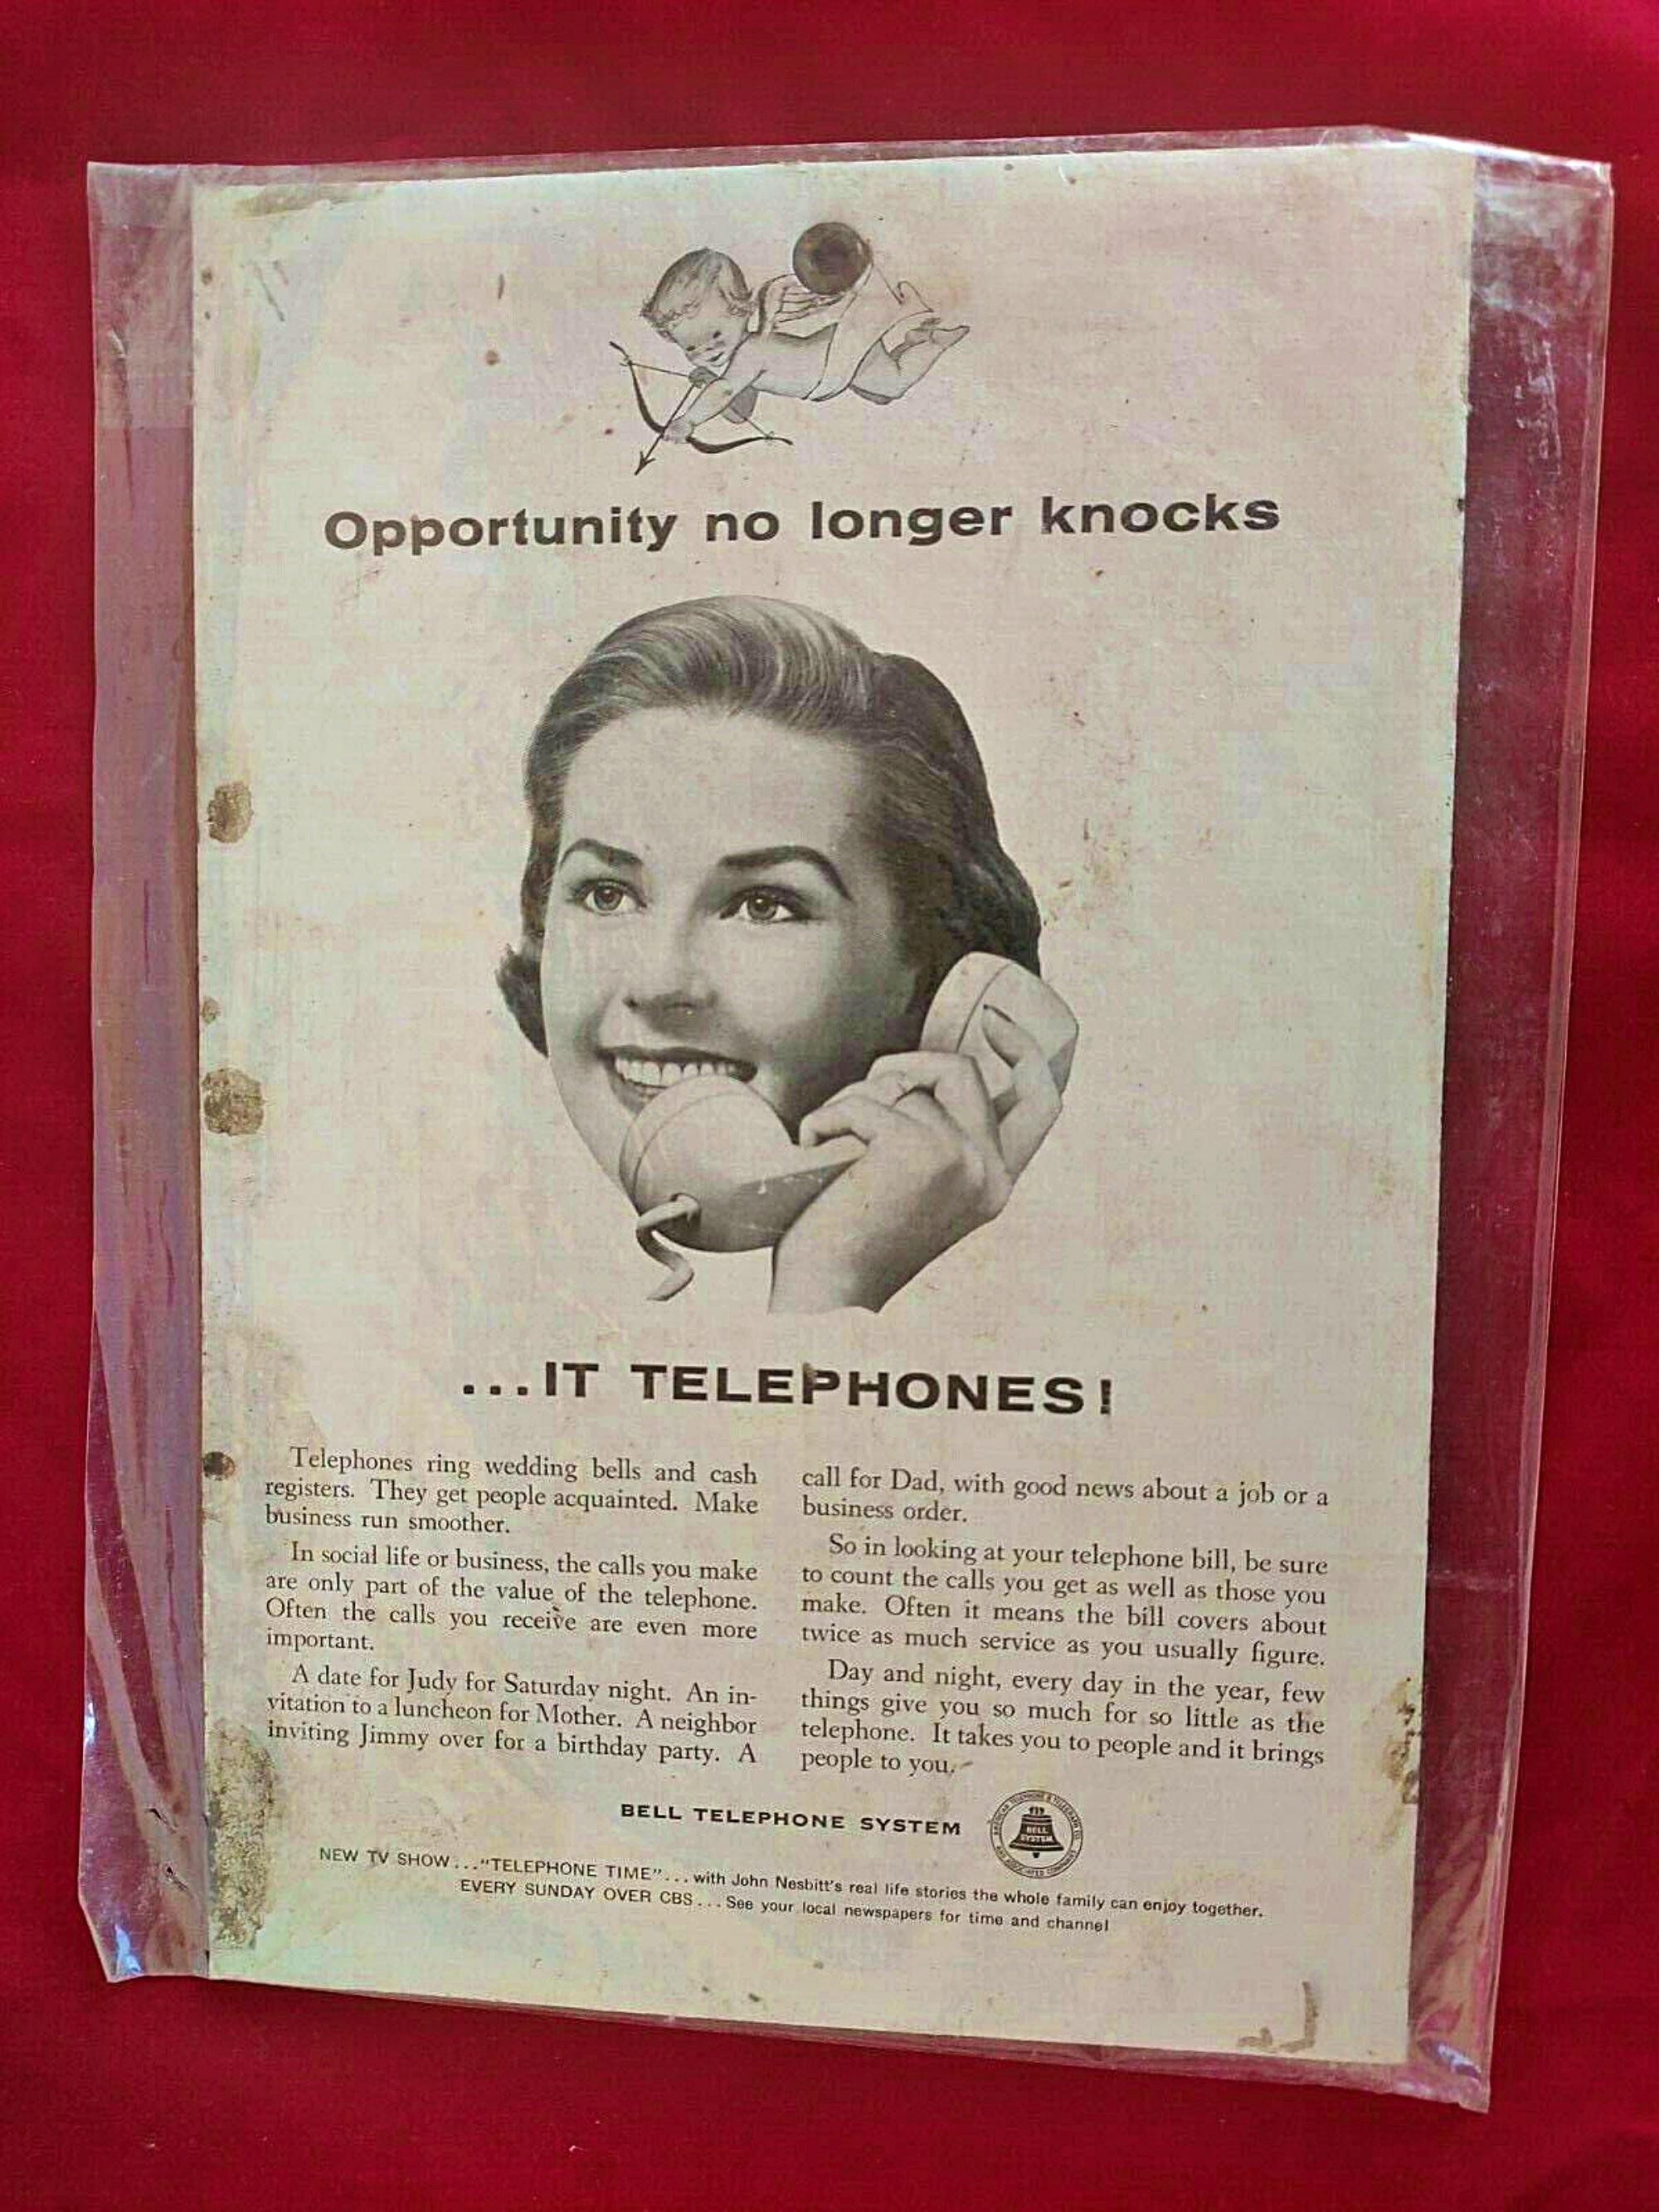 Opportunity no longer knocks
...IT TELEPHONES!
Telephones ring wedding bells and cash
registers. They get people acquainted. Make
business run smoother.
In social life or business, the calls you make
are only part of the value of the telephone.
Often the calls you receive are even more
important.
A date for Judy for Saturday night. An in-
vitation to a luncheon for Mother. A neighbor
inviting Jimmy over for a birthday party. A
call for Dad, with good news about a job or a
business order.
So in looking at your telephone bill, be sure
to count the calls you get as well as those you
make. Often it means the bill covers about
twice as much service as you usually figure.
Day and night, every day in the year, few
things give you so much for so little as the
telephone. It takes you to people and it brings
people to you.
BELL TELEPHONE SYSTEM
AMERICAN TELEPHONE & TELEGRAPH CO.
AND ASSOCIATED COMPANIES
BELL
SYSTEM
NEW TV SHOW..."TELEPHONE TIME"...with John Nesbitt's real life stories the whole family can enjoy together.
EVERY SUNDAY OVER CBS...See your local newspapers for time and channel